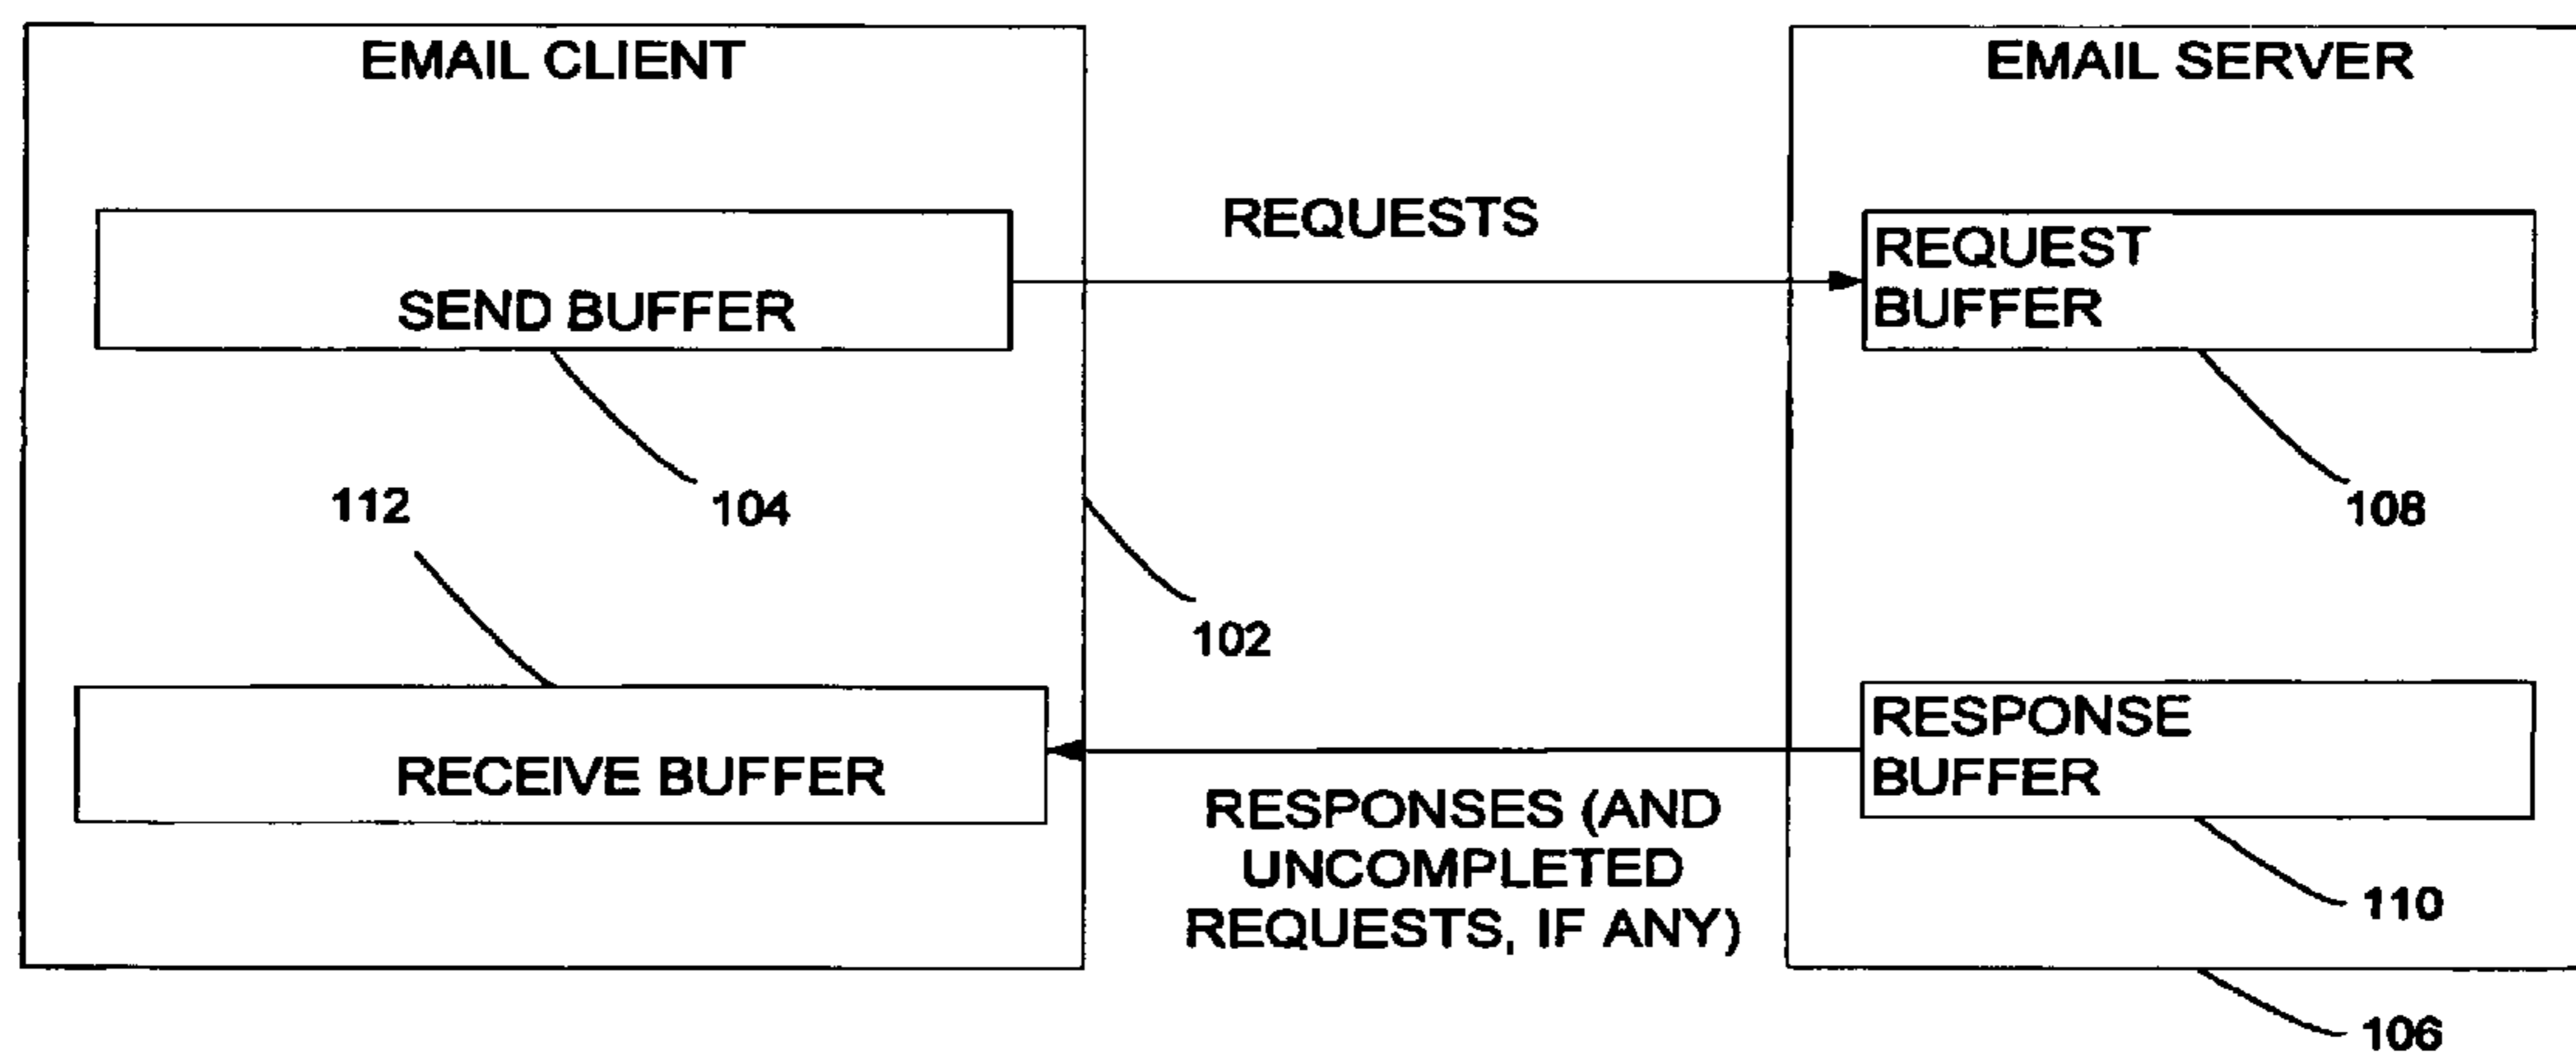 EMAIL CLIENT
EMAIL SERVER
REQUESTS
SEND BUFFER
REQUEST
BUFFER
104
108
112
102
RECEIVE BUFFER
RESPONSE
BUFFER
RESPONSES (AND
UNCOMPLETED
REQUESTS, IF ANY)
110
106